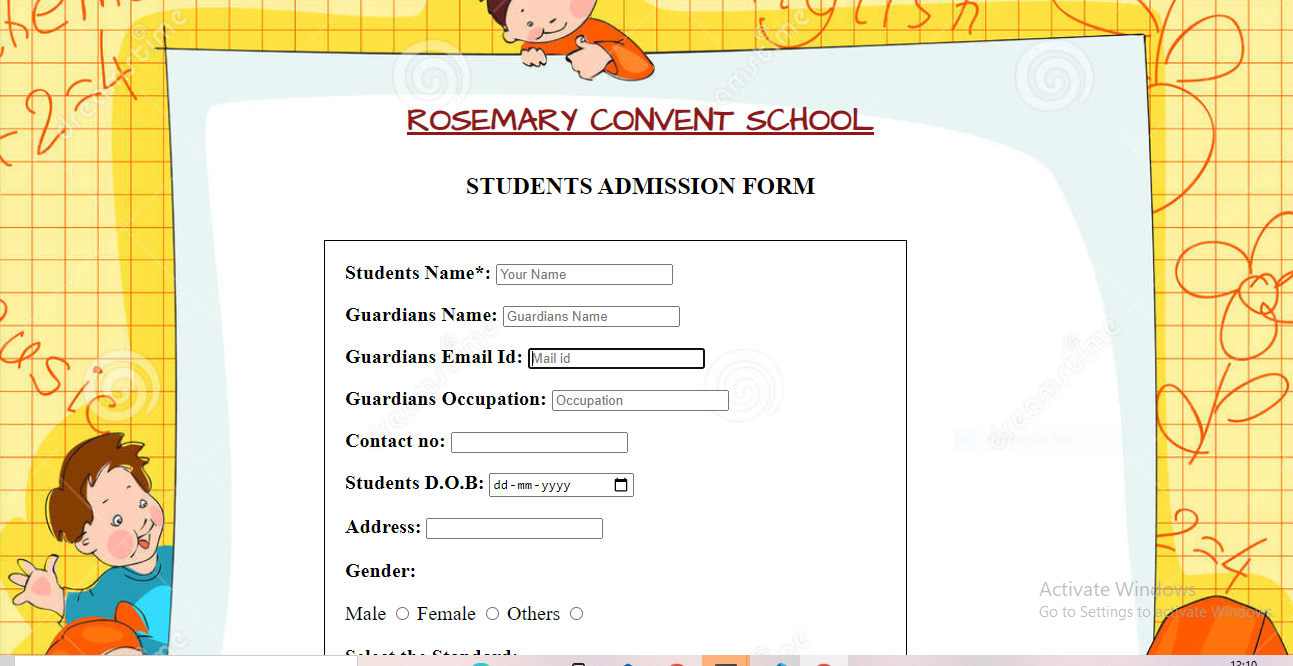 ROSEMARY CONVENT SCHOOL
STUDENTS ADMISSION FORM
Students Name*: Your Name
Guardians Name: Guardians Name
Guardians Email Id: Mail id
Guardians Occupation: Occupation
Contact no:
Students D.O.B: dd-mm-yyyy
Address:
Gender:
Male Female Others
Select the Standard:
Activate Windows
Go to Settings to activate Windows.
dreamstime
12:10